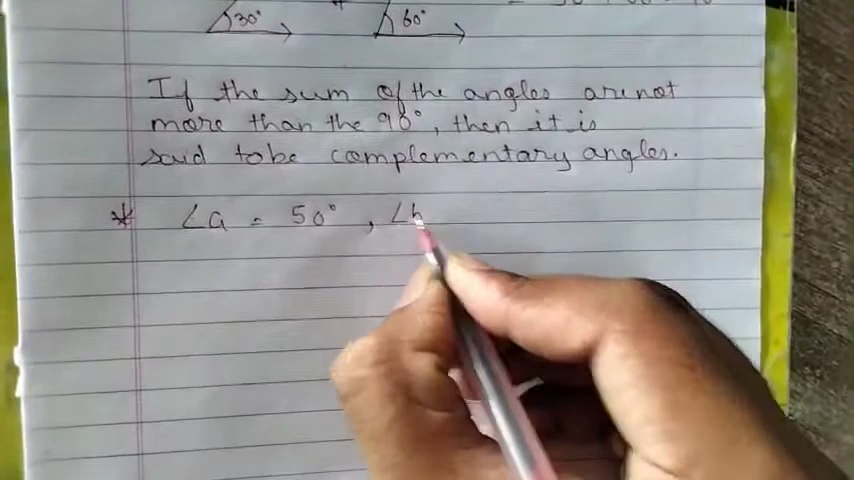 30° 60°
If the sum of the angles are not
more than the 90°, then it is
said to be complementary angles.
* ∠a = 50° , ∠b